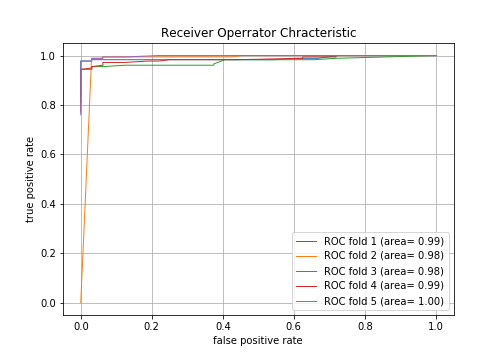 Receiver Operrator Chracteristic
true positive rate
1.0
0.8
0.6
0.4
0.2
0.0
ROC fold 1 (area= 0.99)
ROC fold 2 (area= 0.98)
ROC fold 3 (area= 0.98)
ROC fold 4 (area= 0.99)
ROC fold 5 (area= 1.00)
0.0 0.2 0.4 0.6 0.8 1.0
false positive rate